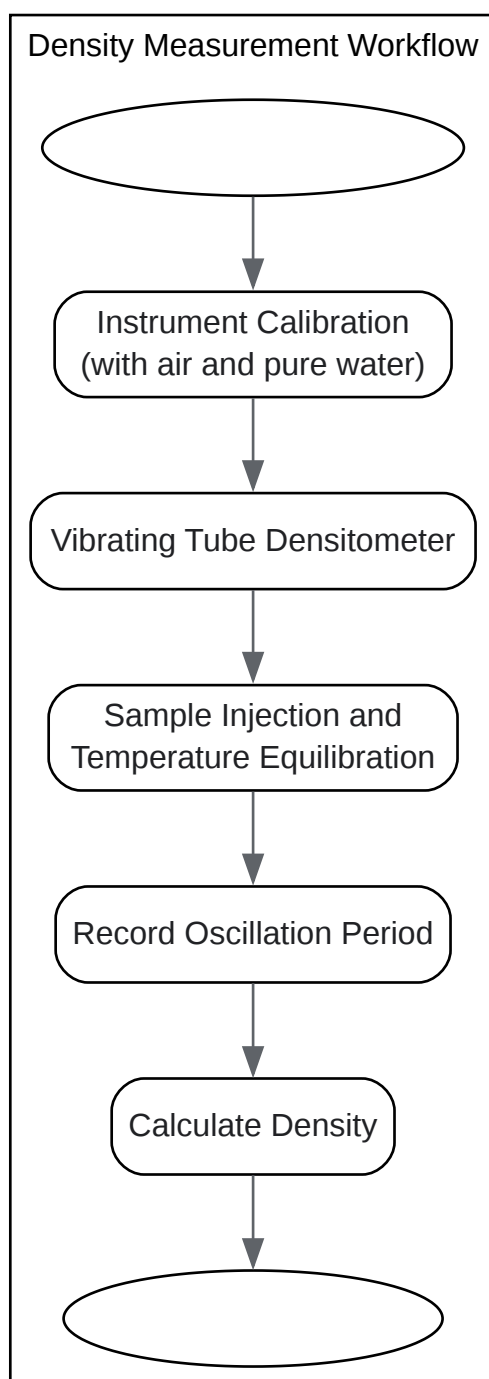 Density Measurement Workflow
Instrument Calibration
(with air and pure water)
Vibrating Tube Densitometer
Sample Injection and
Temperature Equilibration
Record Oscillation Period
Calculate Density